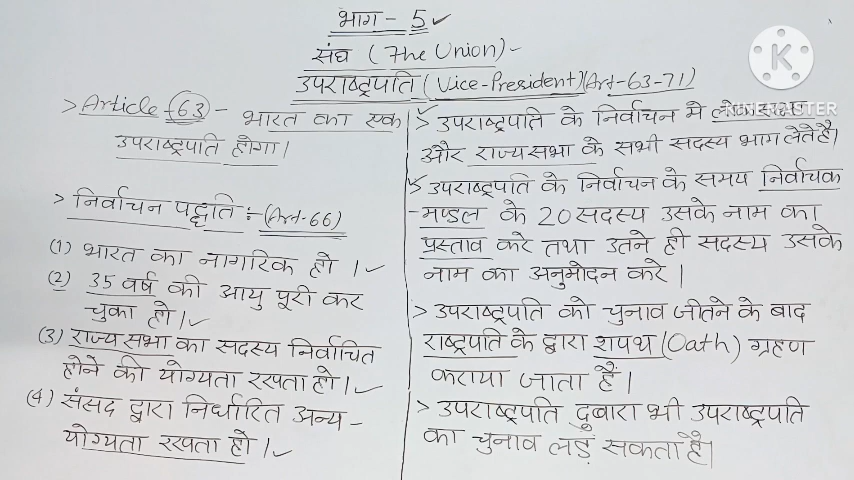 भाग - 5
संघ (The Union) -
उपराष्ट्रपति (Vice-President) (Art-63-71)
> Article - 63 - भारत का एक
उपराष्ट्रपति होगा।
> निर्वाचन पद्धति :- (Art-66)
(1) भारत का नागरिक हो।
(2) 35 वर्ष की आयु पूरी कर
चुका हो।
(3) राज्यसभा का सदस्य निर्वाचित
होने की योग्यता रखता हो।
(4) संसद द्वारा निर्धारित अन्य -
योग्यता रखता हो।
> उपराष्ट्रपति के निर्वाचन मे लोकसभा
और राज्यसभा के सभी सदस्य भाग लेते है।
> उपराष्ट्रपति के निर्वाचन के समय निर्वाचक
- मण्डल के 20 सदस्य उसके नाम का
प्रस्ताव करे तथा उतने ही सदस्य उसके
नाम का अनुमोदन करे।
> उपराष्ट्रपति को चुनाव जीतने के बाद
राष्ट्रपति के द्वारा शपथ (Oath) ग्रहण
कराया जाता हैं।
> उपराष्ट्रपति दुबारा भी उपराष्ट्रपति
का चुनाव लड़ सकता है।
K
KINEMASTER